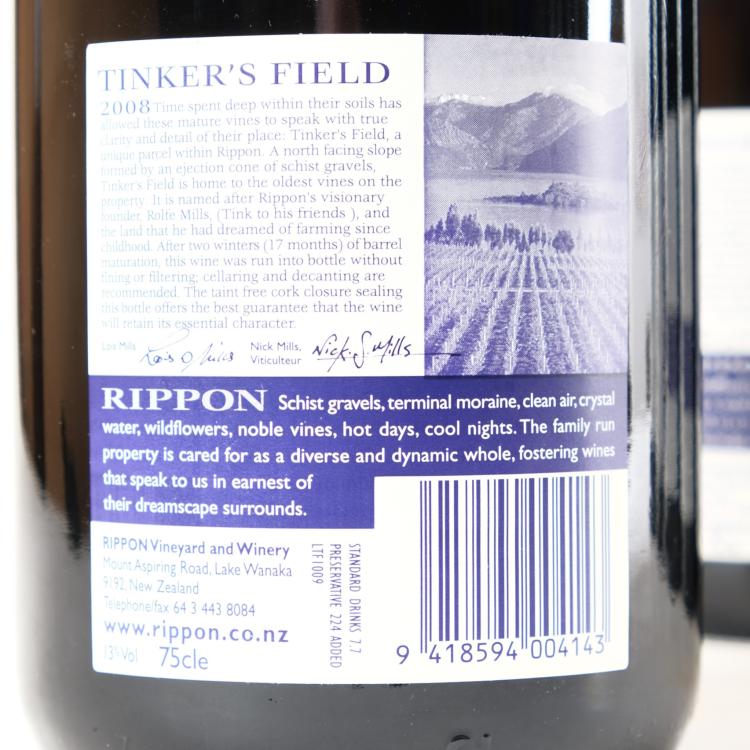 TINKER'S FIELD
2008 Time spent deep within their soils has
allowed these mature vines to speak with true
clarity and detail of their place: Tinker's Field, a
unique parcel within Rippon. A north facing slope
formed by an ejection cone of schist gravels,
Tinker's Field is home to the oldest vines on the
property. It is named after Rippon's visionary
founder, Rolfe Mills, (Tink to his friends ), and
the land that he had dreamed of farming since
childhood. After two winters (17 months) of barrel
maturation, this wine was run into bottle without
fining or filtering; cellaring and decanting are
recommended. The taint free cork closure sealing
this bottle offers the best guarantee that the wine
will retain its essential character.
Lois Mills Lois O Mills Nick Mills, Nick. S. Mills
Viticulteur
RIPPON Schist gravels, terminal moraine, clean air, crystal
water, wildflowers, noble vines, hot days, cool nights. The family run
property is cared for as a diverse and dynamic whole, fostering wines
that speak to us in earnest of
their dreamscape surrounds.
RIPPON Vineyard and Winery
Mount Aspiring Road, Lake Wanaka
9192, New Zealand
Telephone/fax 64 3 443 8084
www.rippon.co.nz
13%Vol 75cle
STANDARD DRINKS 7.7
PRESERVATIVE 224 ADDED
LTF1009
9 418594 004143